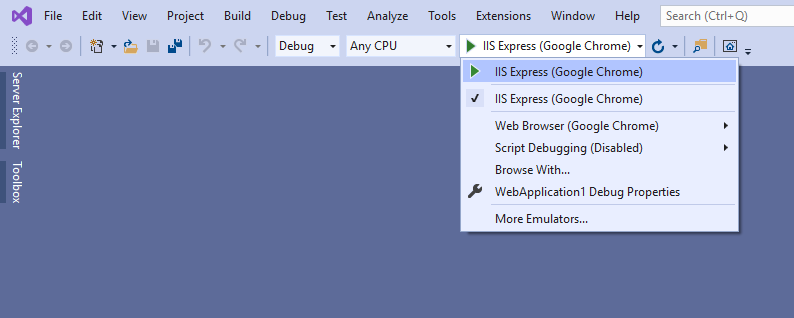 File Edit View Project Build Debug Test Analyze Tools Extensions Window Help Search (Ctrl+Q)
Debug Any CPU IIS Express (Google Chrome)
IIS Express (Google Chrome)
IIS Express (Google Chrome)
Web Browser (Google Chrome)
Script Debugging (Disabled)
Browse With...
WebApplication1 Debug Properties
More Emulators...
Server Explorer
Toolbox